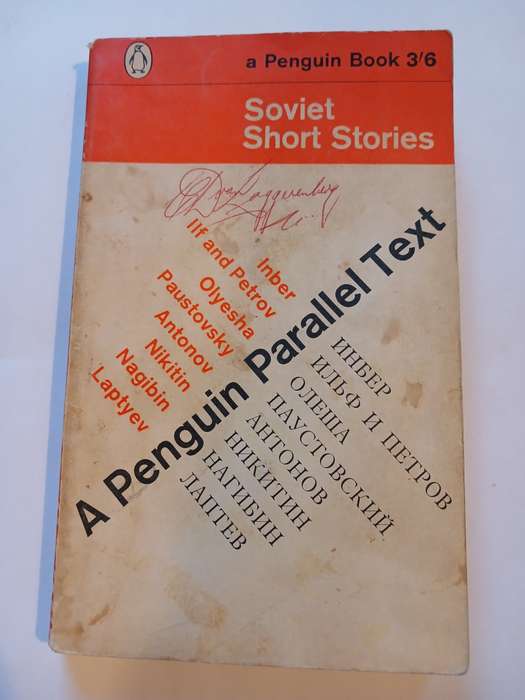 a Penguin Book 3'6
Soviet
Short Stories
Inber
Ilf and Petrov
Olyesha
Paustovsky
Antonov
Nikitin
Nagibin
Laptyev
A Penguin Parallel Text
ИНБЕР
ИЛЬФ И ПЕТРОВ
ОЛЕША
ПАУСТОВСКИЙ
АНТОНОВ
НИКИТИН
НАГИБИН
ЛАПТЕВ